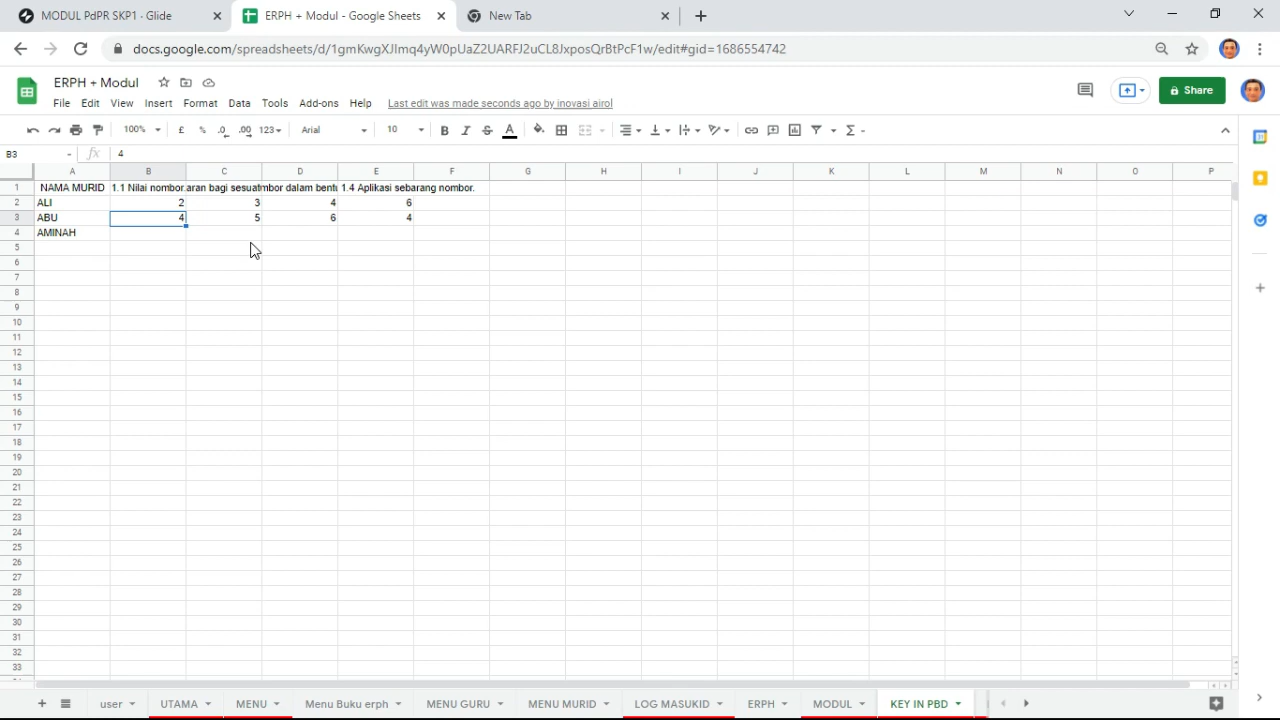 MODUL PdPR SKP1 - Glide ERPH + Modul - Google Sheets New Tab
docs.google.com/spreadsheets/d/1gmKwgXJImq4yW0pUaZ2UARFJ2uCL8JxposQrBtPcF1w/edit#gid=1686554742
ERPH + Modul
File Edit View Insert Format Data Tools Add-ons Help Last edit was made seconds ago by inovasi airol
Share
100% £ % .0 .00 123 Arial 10 B I S A Σ
B3 fx 4
A B C D E F G H I J K L M N O P
1 NAMA MURID 1.1 Nilai nombor. aran bagi sesuat mbor dalam bentu 1.4 Aplikasi sebarang nombor.
2 ALI 2 3 4 6
3 ABU 4 5 6 4
4 AMINAH
5
6
7
8
9
10
11
12
13
14
15
16
17
18
19
20
21
22
23
24
25
26
27
28
29
30
31
32
33
user UTAMA MENU Menu Buku erph MENU GURU MENU MURID LOG MASUKID ERPH MODUL KEY IN PBD